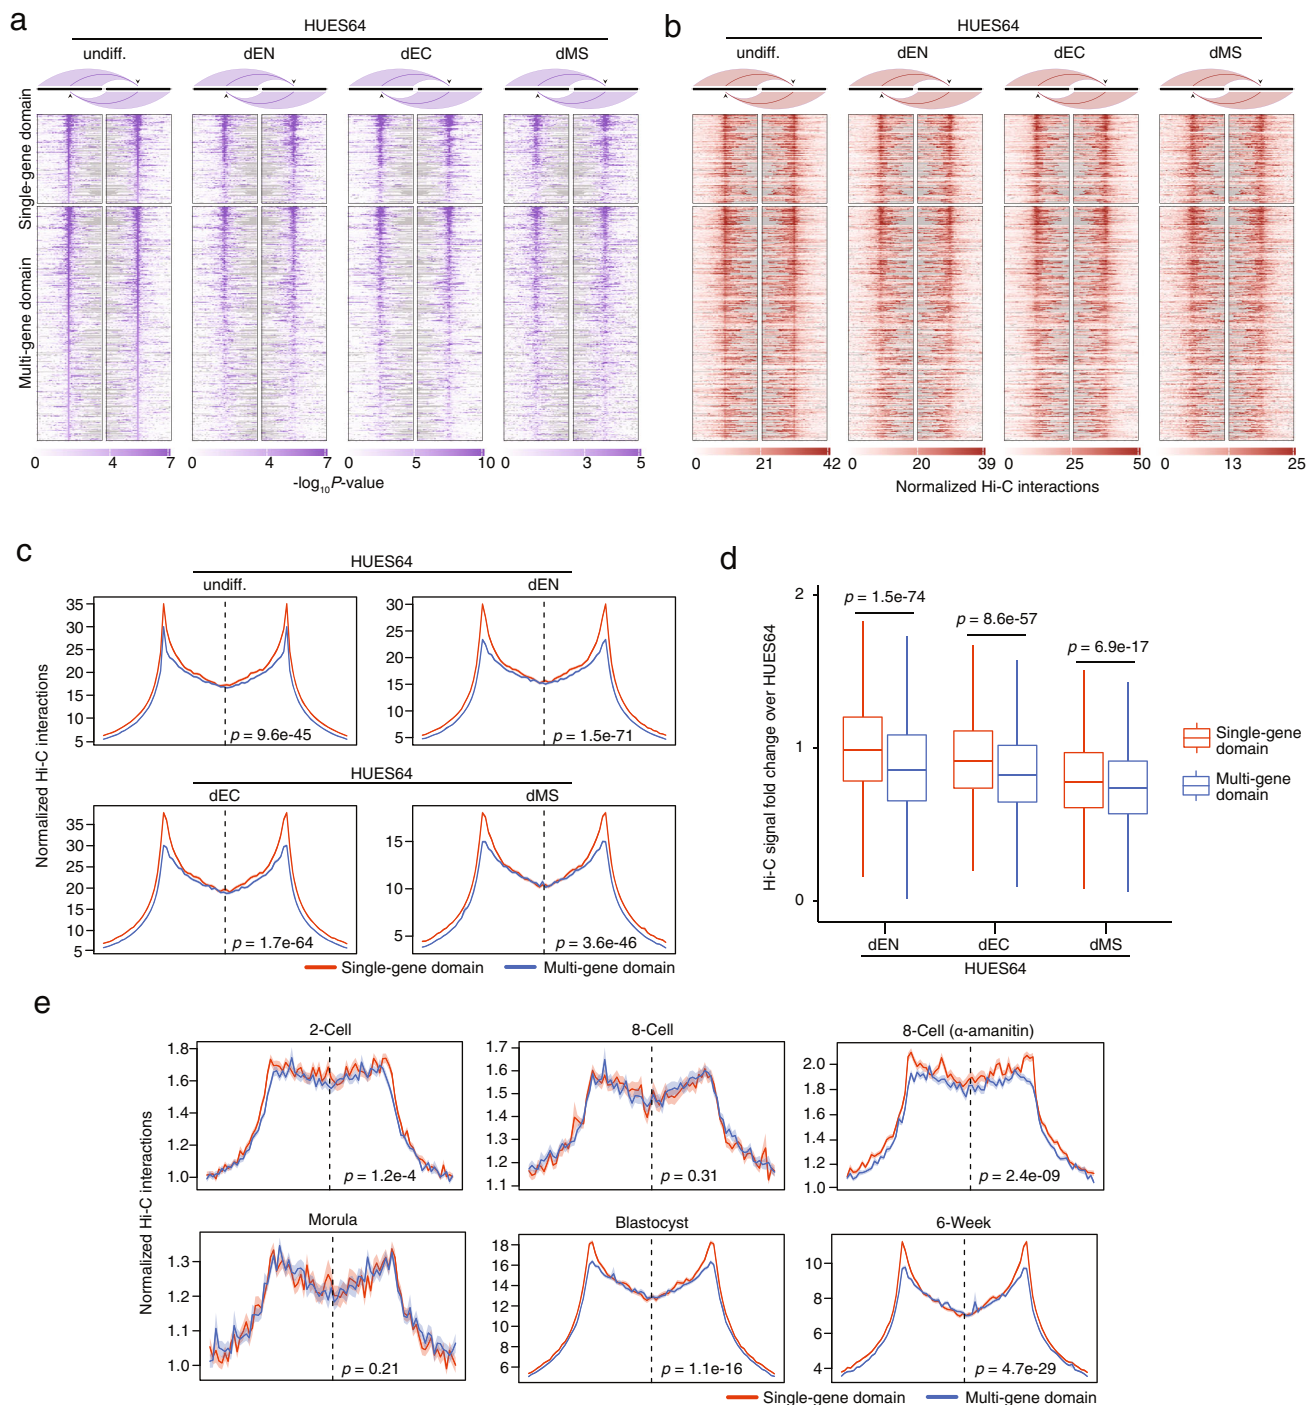 a
HUES64
undiff.
dEN
dEC
dMS
Single-gene domain
Multi-gene domain
0 4 7
0 4 7
0 5 10
0 3 5
-log10P-value
b
HUES64
undiff.
dEN
dEC
dMS
0 21 42
0 20 39
0 25 50
0 13 25
Normalized Hi-C interactions
c
HUES64
undiff.
dEN
Normalized Hi-C interactions
35
30
25
20
15
10
5
p = 9.6e-45
30
25
20
15
10
5
p = 1.5e-71
HUES64
dEC
dMS
35
30
25
20
15
10
5
p = 1.7e-64
15
10
5
p = 3.6e-46
Single-gene domain
Multi-gene domain
d
Hi-C signal fold change over HUES64
2
1
0
p = 1.5e-74
p = 8.6e-57
p = 6.9e-17
dEN
dEC
dMS
HUES64
Single-gene
domain
Multi-gene
domain
e
Normalized Hi-C interactions
2-Cell
1.8
1.6
1.4
1.2
1.0
p = 1.2e-4
8-Cell
1.7
1.6
1.5
1.4
1.3
1.2
1.1
p = 0.31
8-Cell (α-amanitin)
2.0
1.8
1.6
1.4
1.2
1.0
p = 2.4e-09
Morula
1.3
1.2
1.1
1.0
p = 0.21
Blastocyst
18
16
14
12
10
8
6
p = 1.1e-16
6-Week
10
8
6
4
p = 4.7e-29
Single-gene domain
Multi-gene domain